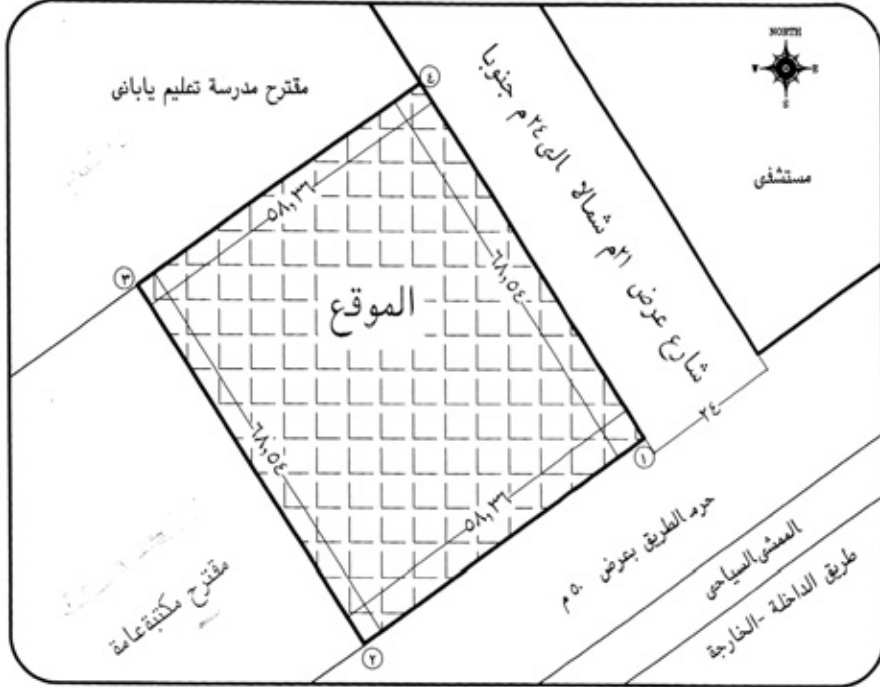 NORTH
W E
S
مقترح مدرسة تعليم يابانى
شارع عرض ٢١م شمالا الى ٢٤م جنوبا
مستشفى
٤
٥٨,٣٦
٦٨,٥٤
٣
الموقع
٢٤
٦٨,٥٤
٥٨,٣٦
١
حرم الطريق بعرض ٥٠ م
الممشى السياحى
طريق الداخلة - الخارجة
مقترح مكتبة عامة
٢